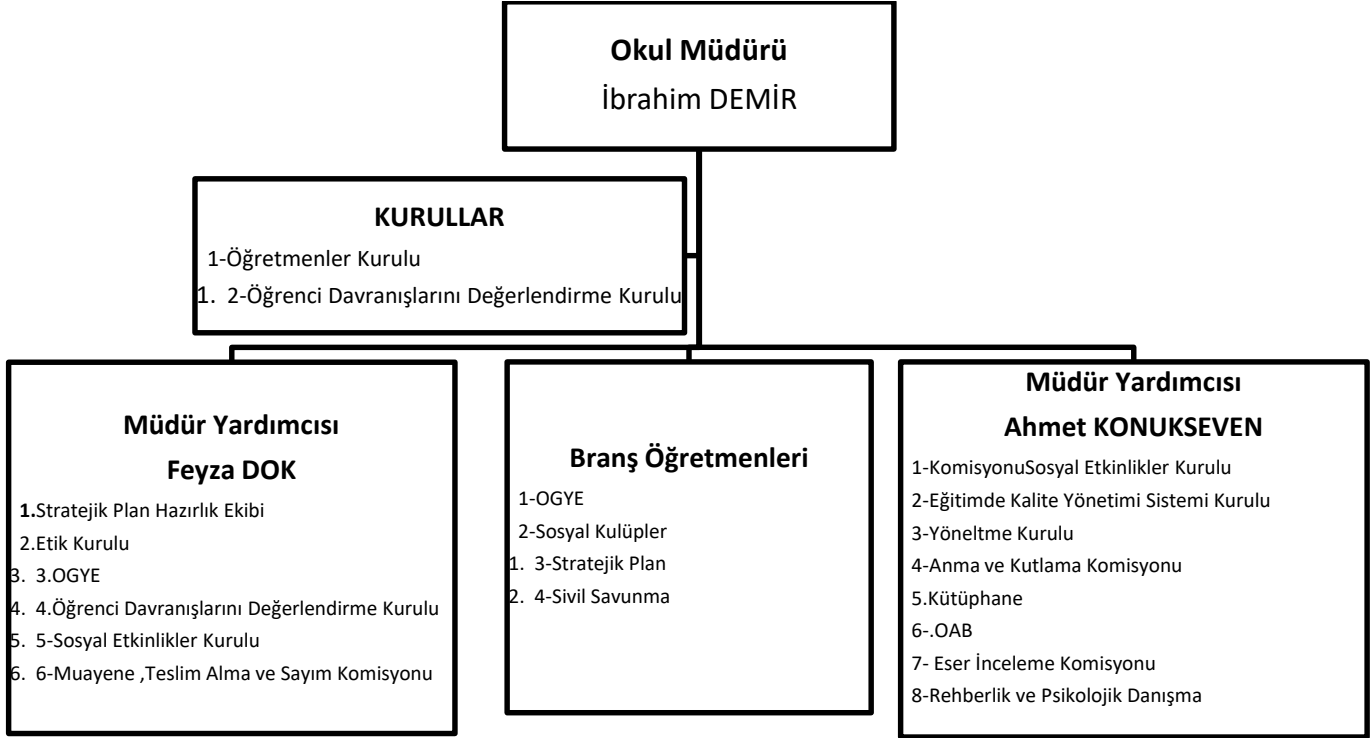 Okul Müdürü
İbrahim DEMİR
KURULLAR
1-Öğretmenler Kurulu
1. 2-Öğrenci Davranışlarını Değerlendirme Kurulu
Müdür Yardımcısı
Feyza DOK
1.Stratejik Plan Hazırlık Ekibi
2.Etik Kurulu
3. 3.OGYE
4. 4.Öğrenci Davranışlarını Değerlendirme Kurulu
5. 5-Sosyal Etkinlikler Kurulu
6. 6-Muayene ,Teslim Alma ve Sayım Komisyonu
Branş Öğretmenleri
1-OGYE
2-Sosyal Kulüpler
1. 3-Stratejik Plan
2. 4-Sivil Savunma
Müdür Yardımcısı
Ahmet KONUKSEVEN
1-KomisyonuSosyal Etkinlikler Kurulu
2-Eğitimde Kalite Yönetimi Sistemi Kurulu
3-Yöneltme Kurulu
4-Anma ve Kutlama Komisyonu
5.Kütüphane
6-.OAB
7- Eser İnceleme Komisyonu
8-Rehberlik ve Psikolojik Danışma